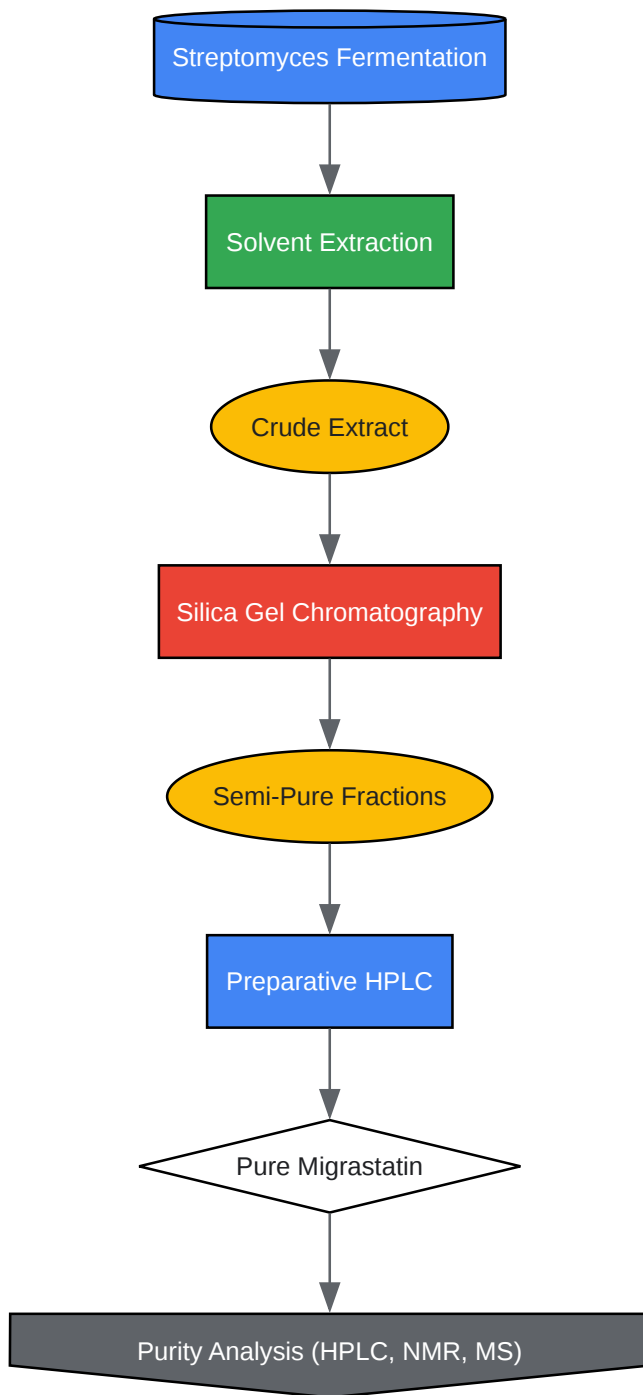 Streptomyces Fermentation
Solvent Extraction
Crude Extract
Silica Gel Chromatography
Semi-Pure Fractions
Preparative HPLC
Pure Migrastatin
Purity Analysis (HPLC, NMR, MS)